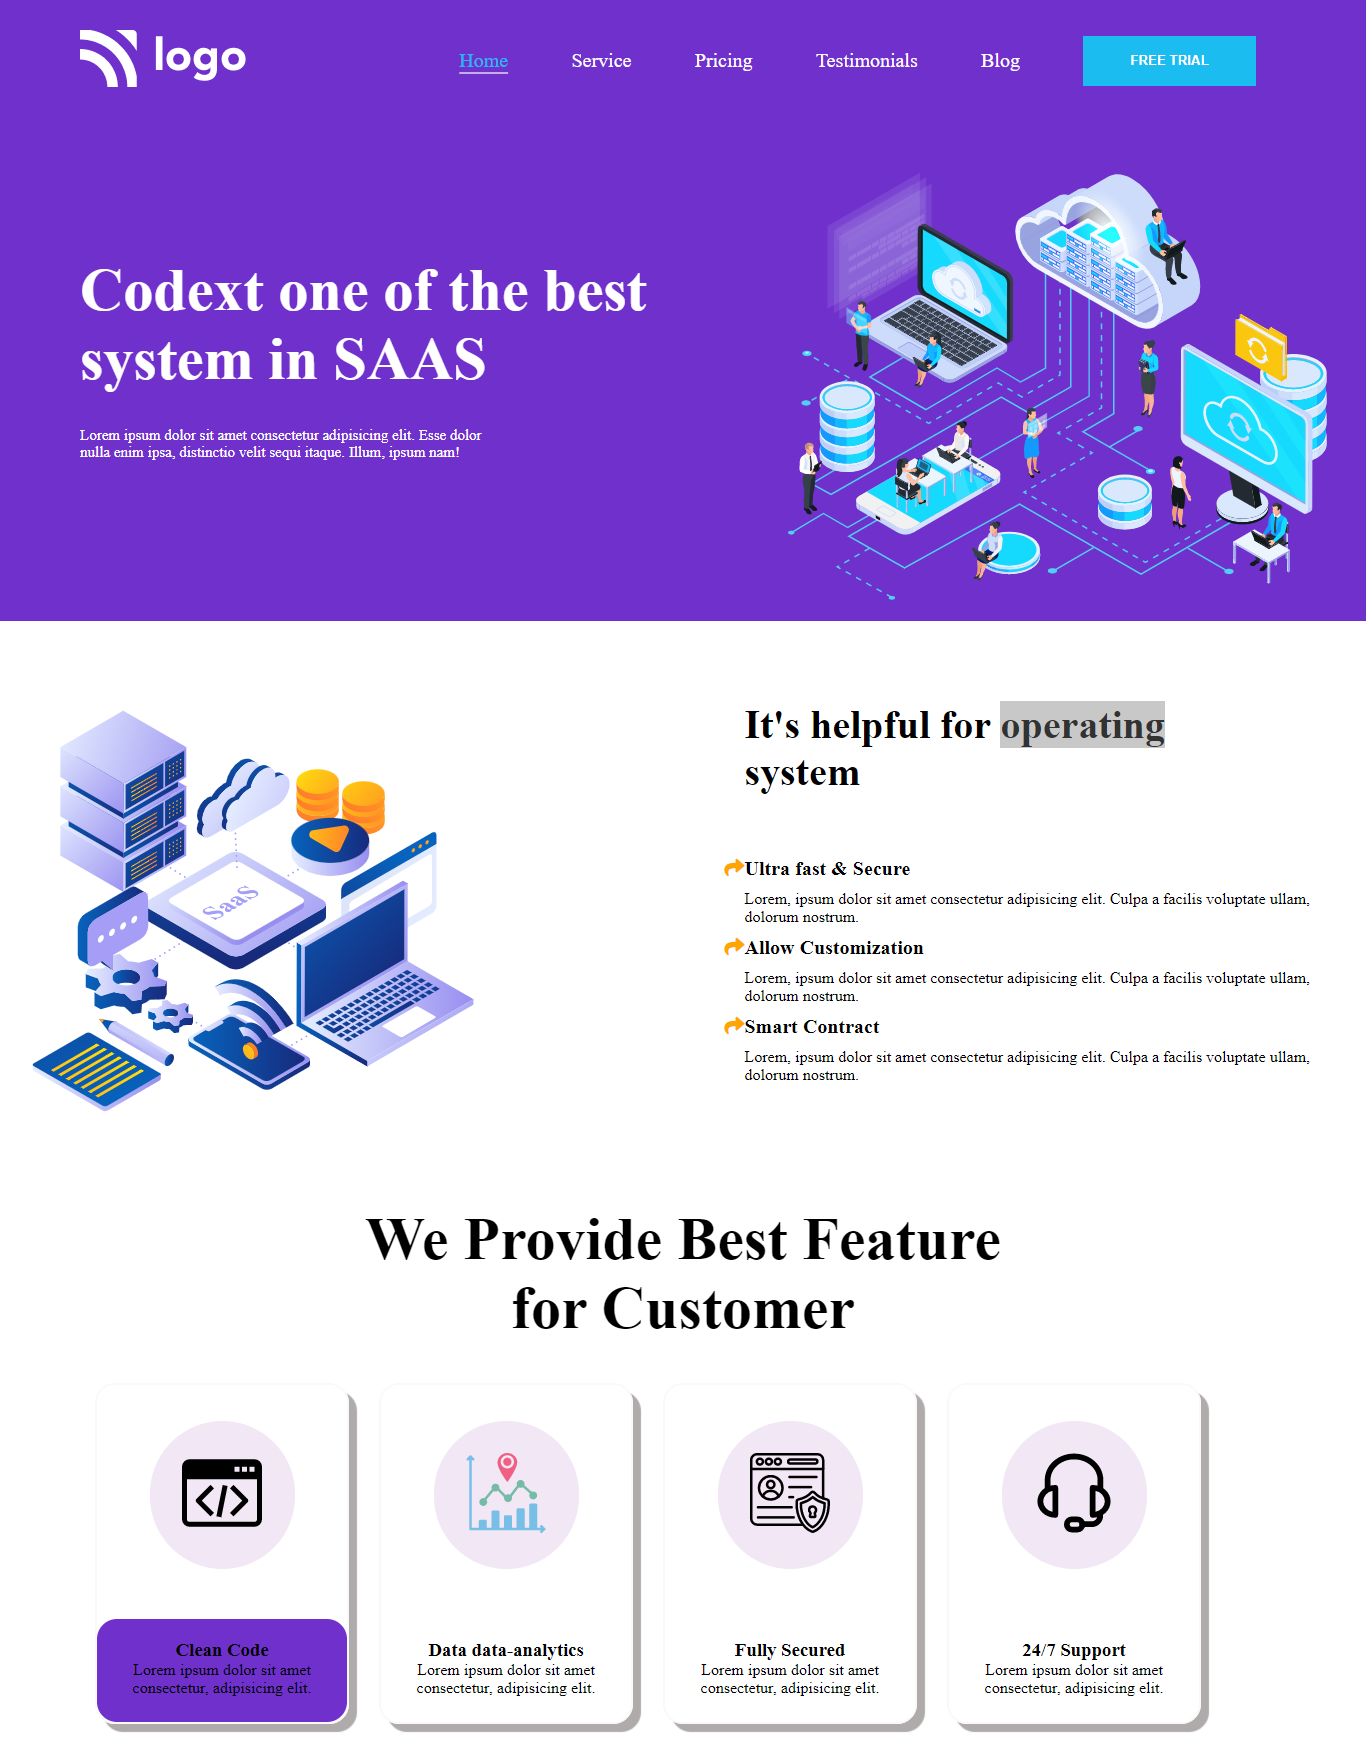 logo
Home Service Pricing Testimonials Blog FREE TRIAL
Codext one of the best
system in SAAS
Lorem ipsum dolor sit amet consectetur adipisicing elit. Esse dolor
nulla enim ipsa, distinctio velit sequi itaque. Illum, ipsum nam!
It's helpful for operating
system
SaaS
Ultra fast & Secure
Lorem, ipsum dolor sit amet consectetur adipisicing elit. Culpa a facilis voluptate ullam,
dolorum nostrum.
Allow Customization
Lorem, ipsum dolor sit amet consectetur adipisicing elit. Culpa a facilis voluptate ullam,
dolorum nostrum.
Smart Contract
Lorem, ipsum dolor sit amet consectetur adipisicing elit. Culpa a facilis voluptate ullam,
dolorum nostrum.
We Provide Best Feature
for Customer
Clean Code
Lorem ipsum dolor sit amet
consectetur, adipisicing elit.
Data data-analytics
Lorem ipsum dolor sit amet
consectetur, adipisicing elit.
Fully Secured
Lorem ipsum dolor sit amet
consectetur, adipisicing elit.
24/7 Support
Lorem ipsum dolor sit amet
consectetur, adipisicing elit.